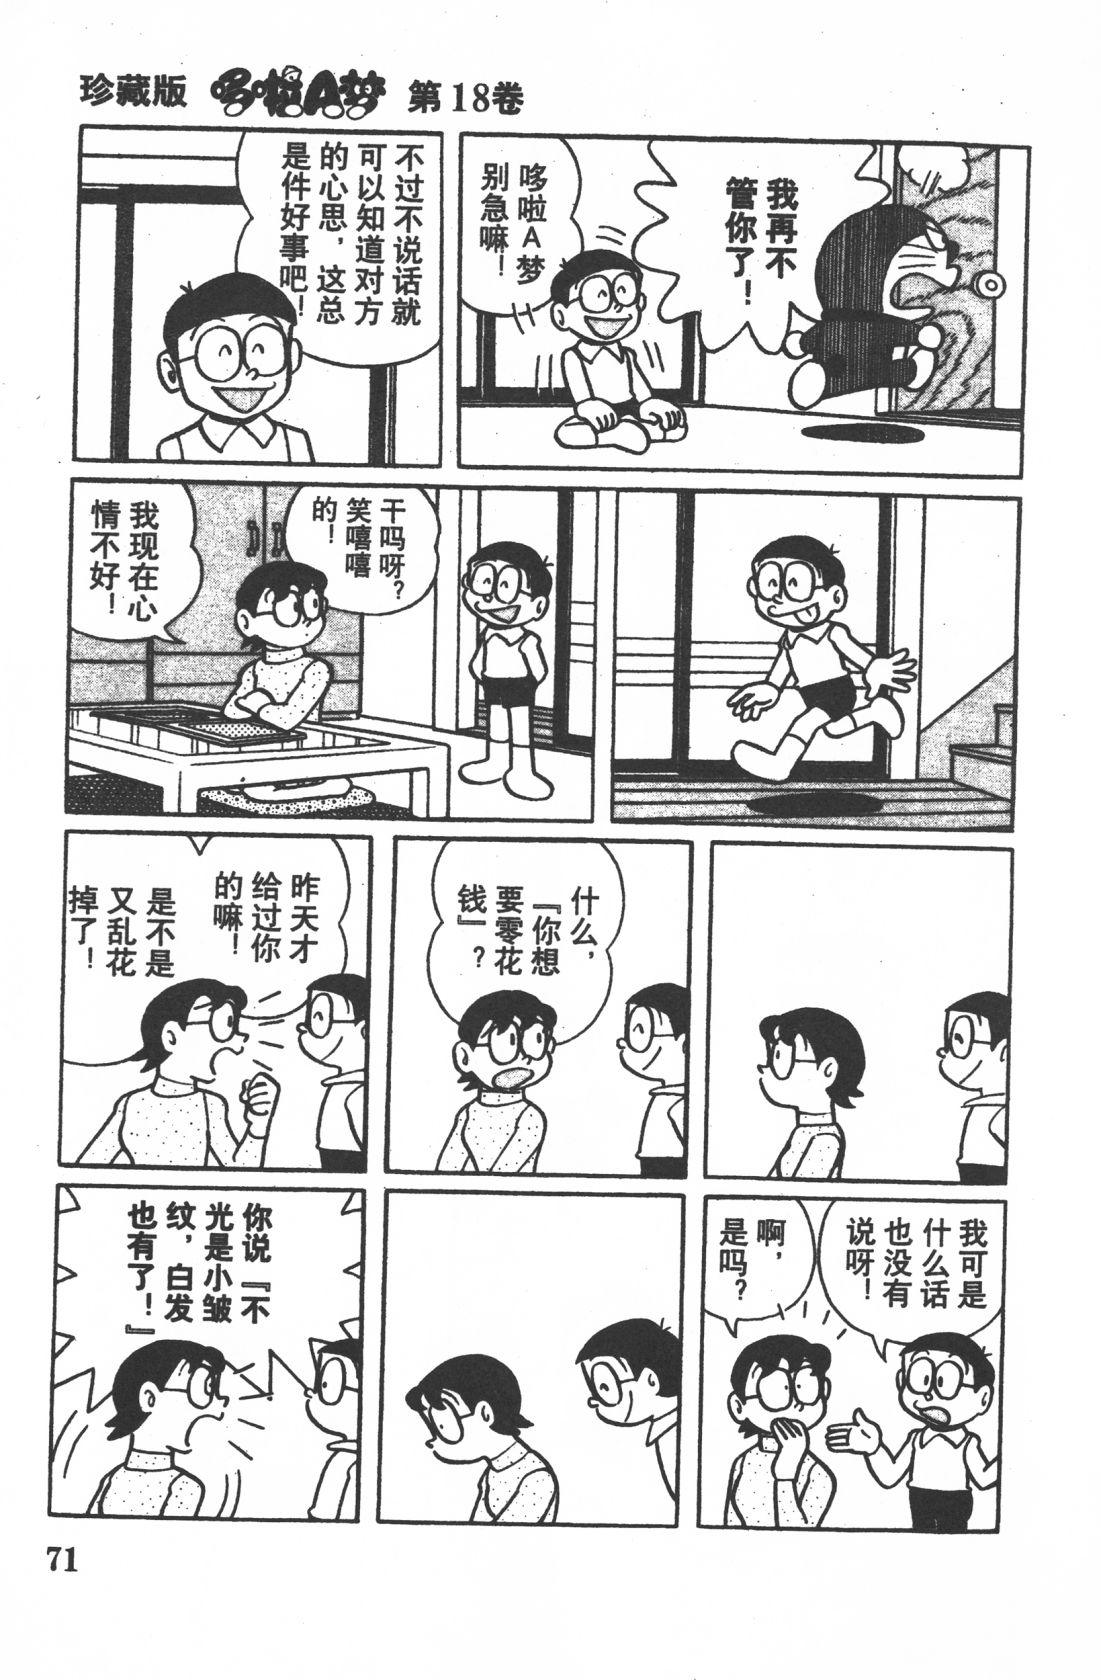 珍藏版 哆啦A梦 第18卷
我再不
管你了！
哆啦A梦
别急嘛！
不过不说话就
可以知道对方
的心思，这总
是件好事吧！
干吗呀？
笑嘻嘻
的！
我现在心
情不好！
什么，
『你想
要零花
钱』？
昨天才
给过你
的嘛！
是不是
又乱花
掉了！
我可是
什么话
也没有
说呀！
啊，
是吗？
你说『不
光是小皱
纹，白发
也有了！』
71